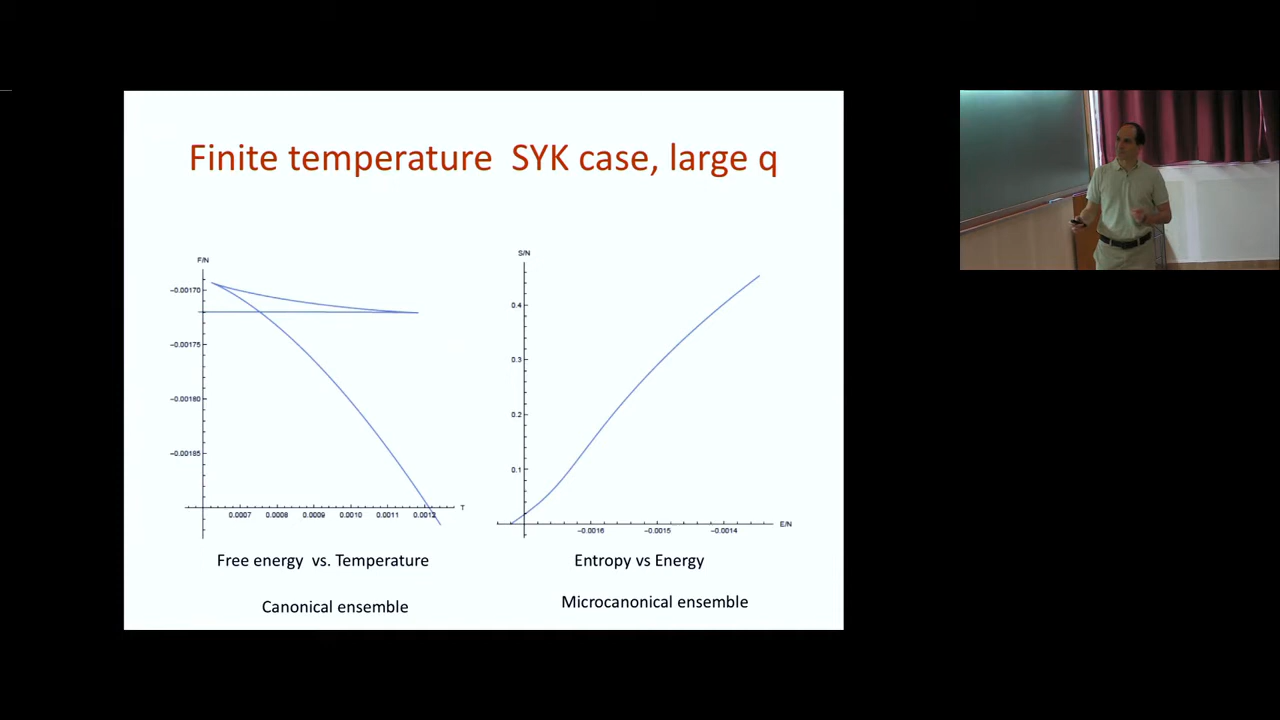 Finite temperature SYK case, large q
F/N
-0.00170
-0.00175
-0.00180
-0.00185
0.0007 0.0008 0.0009 0.0010 0.0011 0.0012 T
S/N
0.4
0.3
0.2
0.1
-0.0016 -0.0015 -0.0014 E/N
Free energy vs. Temperature
Canonical ensemble
Entropy vs Energy
Microcanonical ensemble